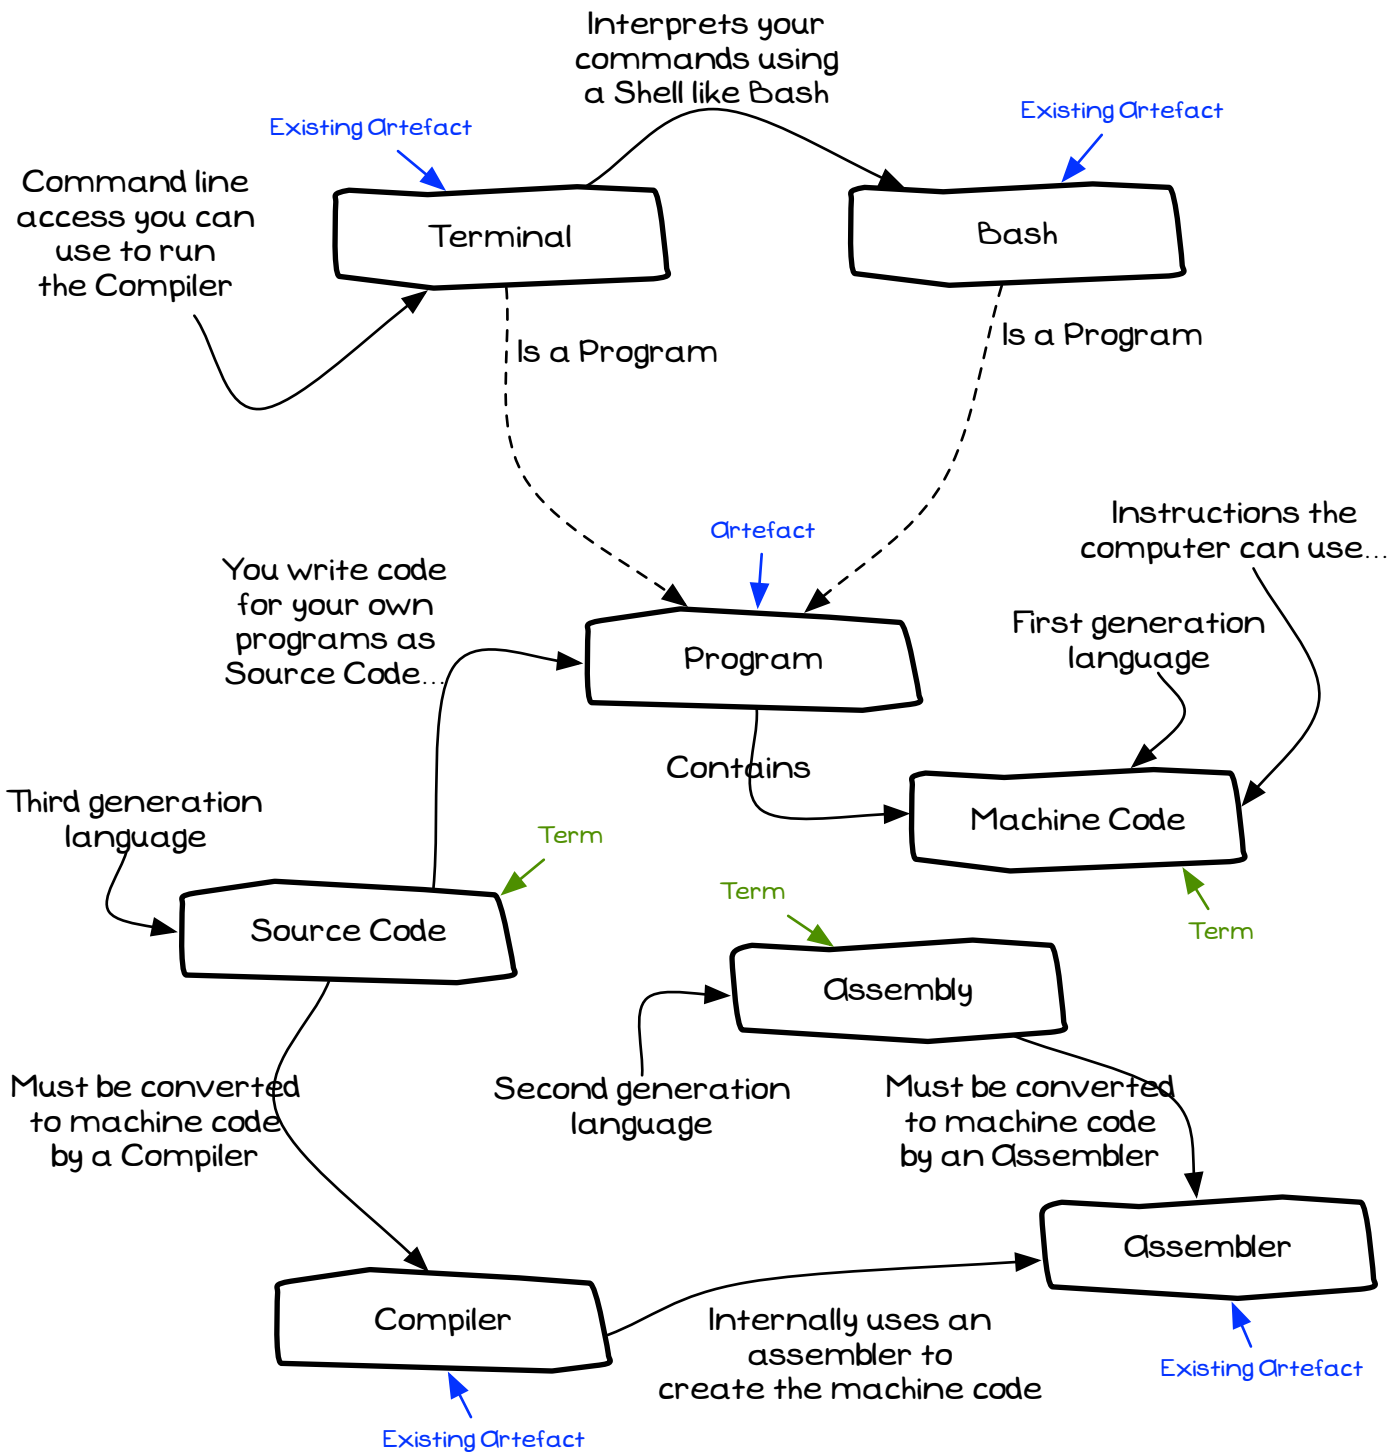 Interprets your
commands using
a Shell like Bash
Existing Artefact
Existing Artefact
Command line
access you can
use to run
the Compiler
Terminal
Bash
Is a Program
Is a Program
Artefact
Instructions the
computer can use...
You write code
for your own
programs as
Source Code...
First generation
language
Program
Contains
Machine Code
Third generation
language
Term
Term
Term
Source Code
Assembly
Must be converted
to machine code
by a Compiler
Second generation
language
Must be converted
to machine code
by an Assembler
Assembler
Compiler
Internally uses an
assembler to
create the machine code
Existing Artefact
Existing Artefact